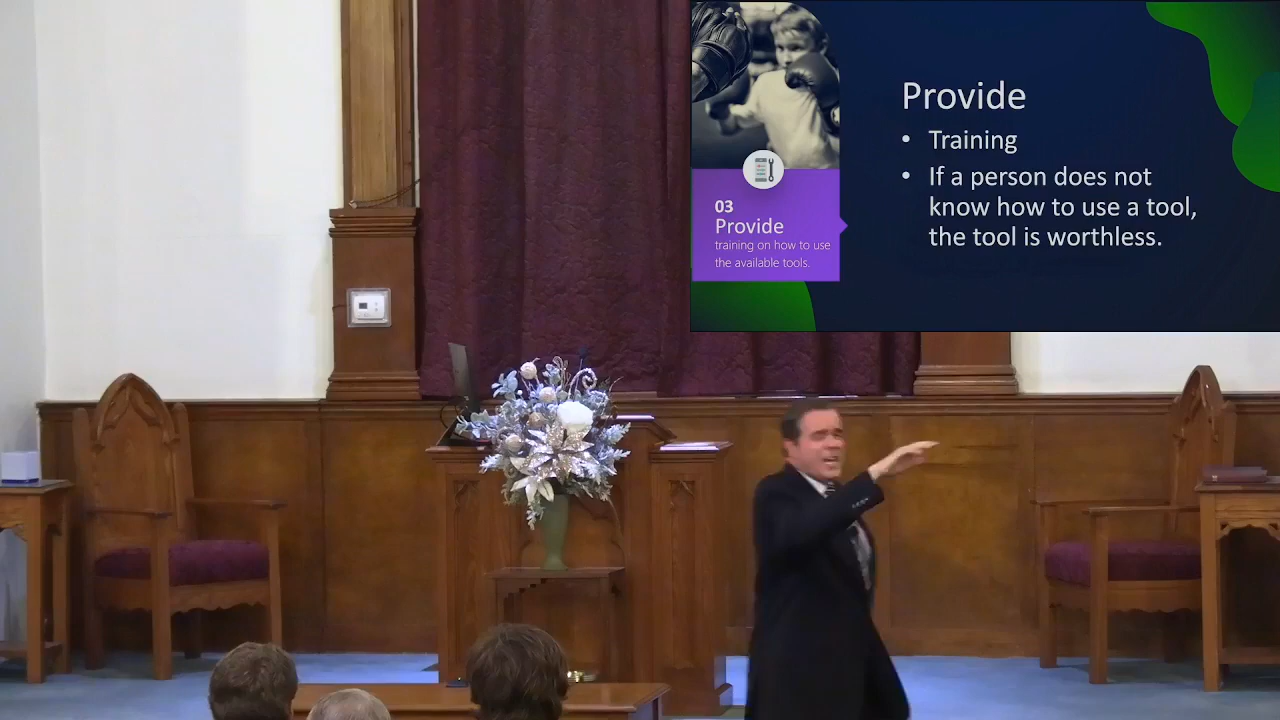 03
Provide
training on how to use
the available tools.
Provide
• Training
• If a person does not
know how to use a tool,
the tool is worthless.